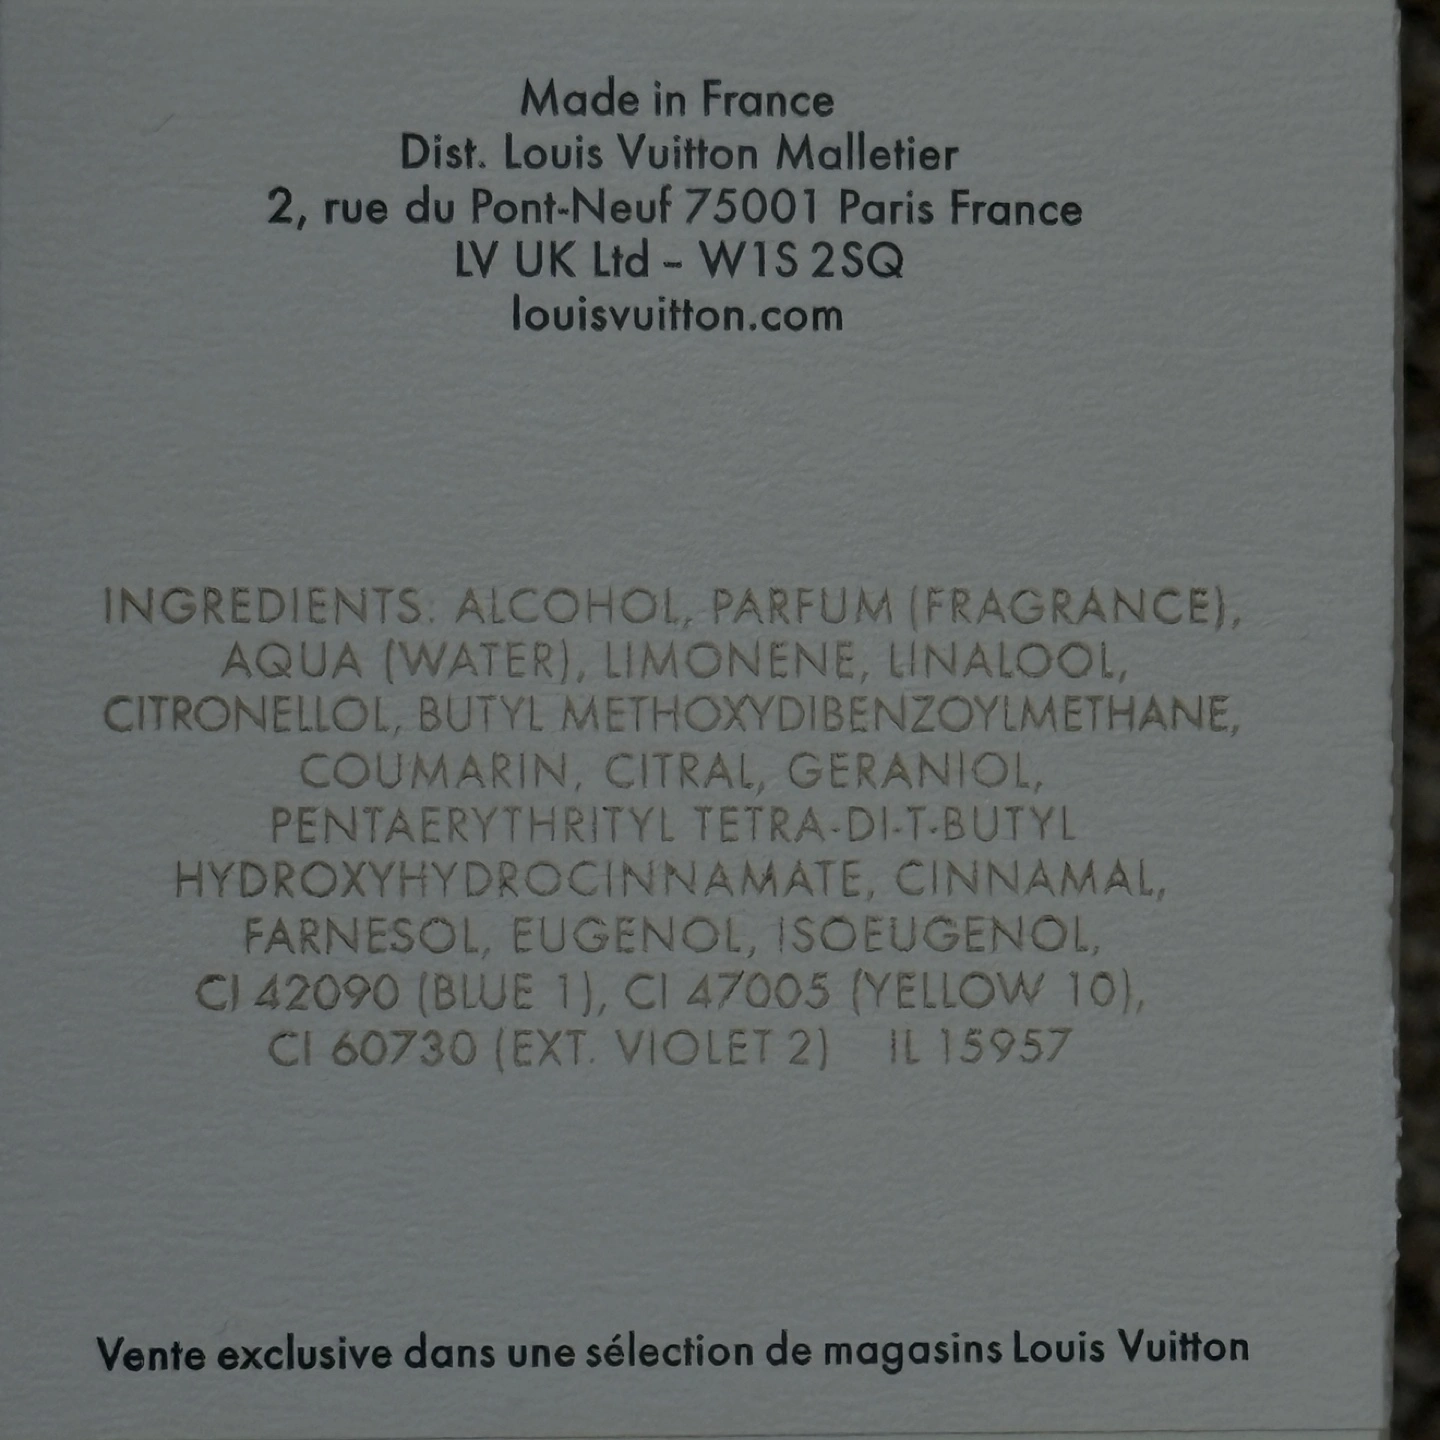 Made in France
Dist. Louis Vuitton Malletier
2, rue du Pont-Neuf 75001 Paris France
LV UK Ltd – W1S 2SQ
louisvuitton.com
INGREDIENTS: ALCOHOL, PARFUM (FRAGRANCE),
AQUA (WATER), LIMONENE, LINALOOL,
CITRONELLOL, BUTYL METHOXYDIBENZOYLMETHANE,
COUMARIN, CITRAL, GERANIOL,
PENTAERYTHRITYL TETRA-DI-T-BUTYL
HYDROXYHYDROCINNAMATE, CINNAMAL,
FARNESOL, EUGENOL, ISOEUGENOL,
CI 42090 (BLUE 1), CI 47005 (YELLOW 10),
CI 60730 (EXT. VIOLET 2) IL 15957
Vente exclusive dans une sélection de magasins Louis Vuitton